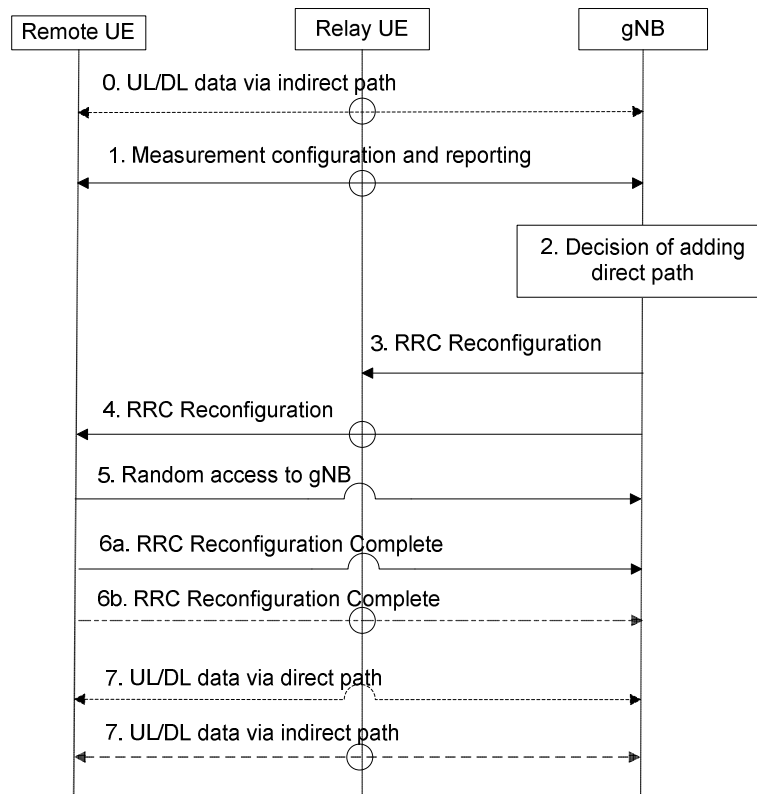 Remote UE
Relay UE
gNB
0. UL/DL data via indirect path
1. Measurement configuration and reporting
2. Decision of adding
direct path
3. RRC Reconfiguration
4. RRC Reconfiguration
5. Random access to gNB
6a. RRC Reconfiguration Complete
6b. RRC Reconfiguration Complete
7. UL/DL data via direct path
7. UL/DL data via indirect path